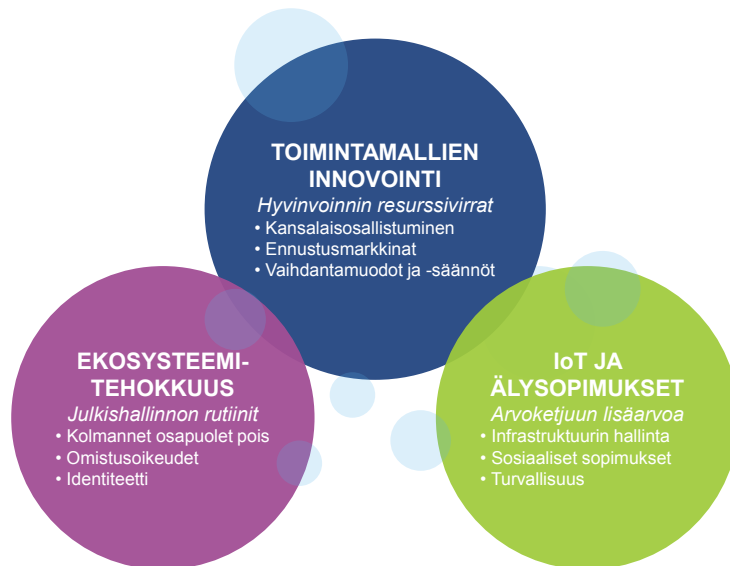 TOIMINTAMALLIEN
INNOVOINTI
Hyvinvoinnin resurssivirrat
• Kansalaisosallistuminen
• Ennustusmarkkinat
• Vaihdantamuodot ja -säännöt
EKOSYSTEEMI-
TEHOKKUUS
Julkishallinnon rutiinit
• Kolmannet osapuolet pois
• Omistusoikeudet
• Identiteetti
IoT JA
ÄLYSOPIMUKSET
Arvoketjuun lisäarvoa
• Infrastruktuurin hallinta
• Sosiaaliset sopimukset
• Turvallisuus